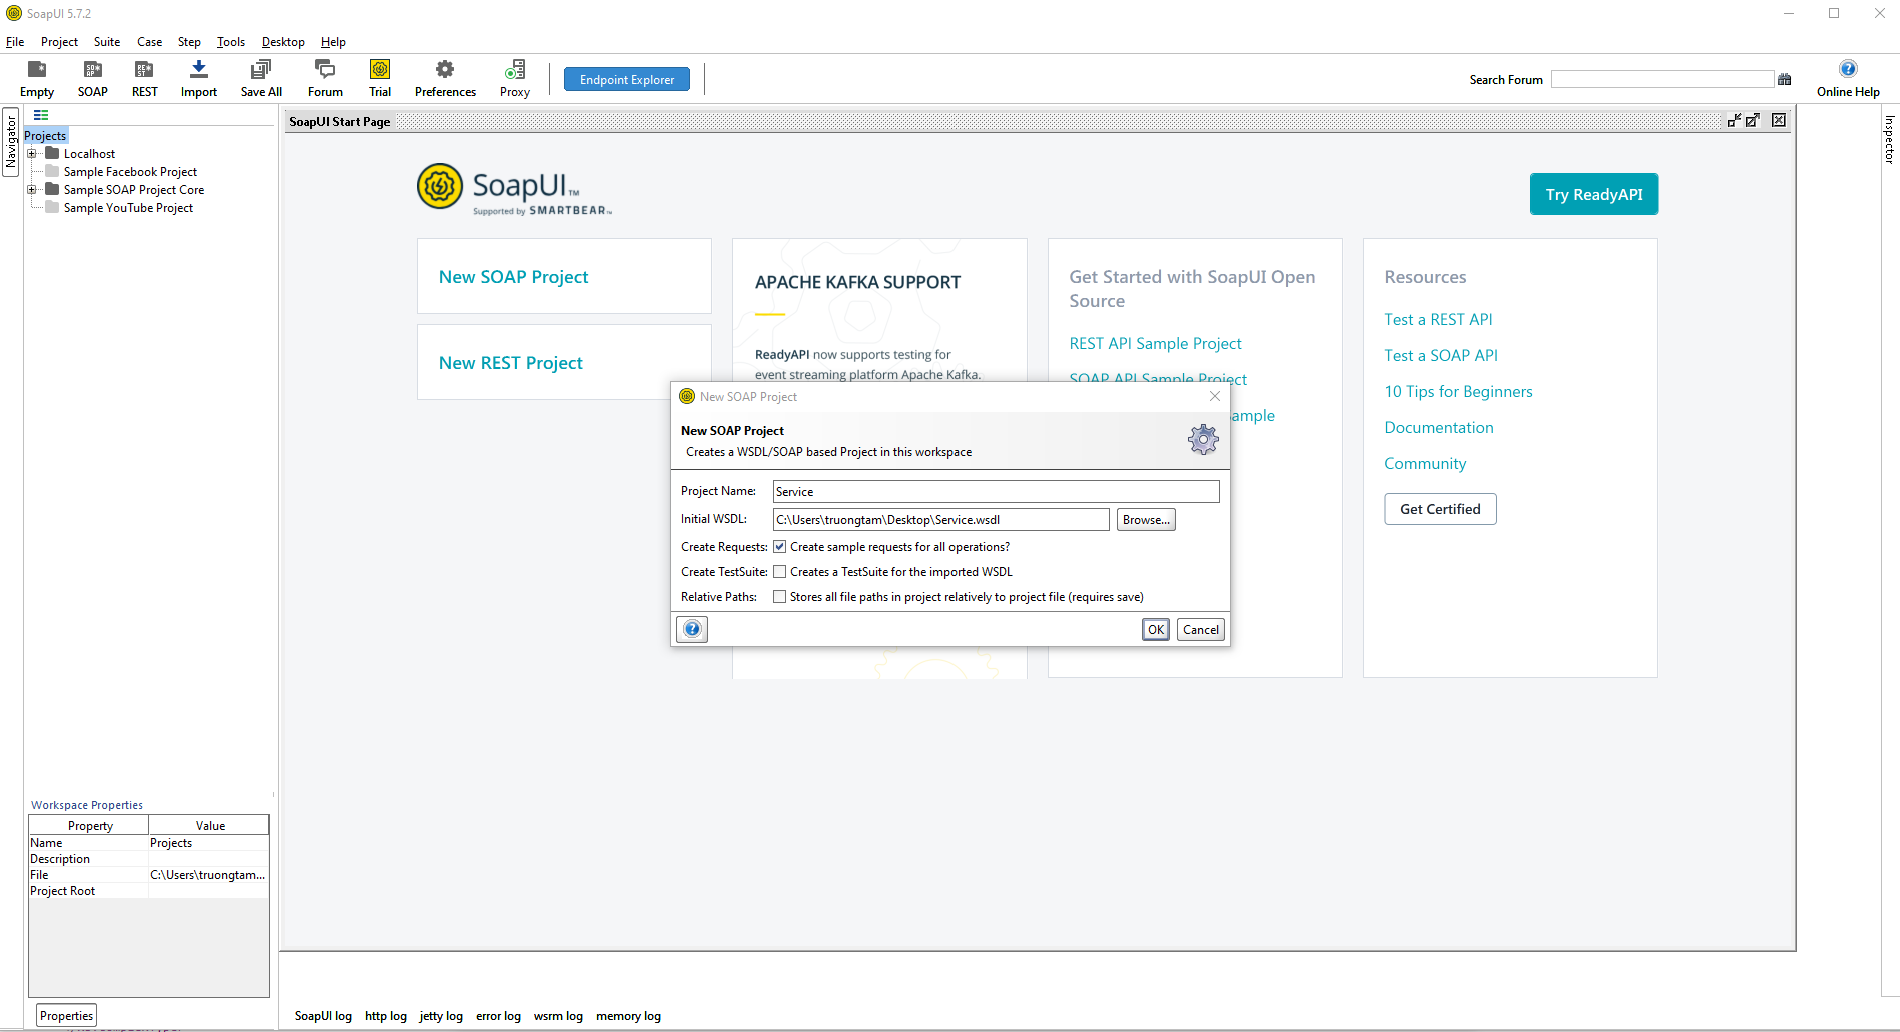 SoapUI 5.7.2
File Project Suite Case Step Tools Desktop Help
Empty SOAP REST Import Save All Forum Trial Preferences Proxy Endpoint Explorer Search Forum Online Help
Navigator
Projects
Localhost
Sample Facebook Project
Sample SOAP Project Core
Sample YouTube Project
Workspace Properties
Property Value
Name Projects
Description
File C:\Users\truongtam...
Project Root
Properties
SoapUI Start Page
SoapUI™
Supported by SMARTBEAR™
Try ReadyAPI
New SOAP Project
New REST Project
APACHE KAFKA SUPPORT
ReadyAPI now supports testing for
event streaming platform Apache Kafka.
Get Started with SoapUI Open
Source
REST API Sample Project
SOAP API Sample Project
ample
Resources
Test a REST API
Test a SOAP API
10 Tips for Beginners
Documentation
Community
Get Certified
New SOAP Project
New SOAP Project
Creates a WSDL/SOAP based Project in this workspace
Project Name: Service
Initial WSDL: C:\Users\truongtam\Desktop\Service.wsdl Browse...
Create Requests: Create sample requests for all operations?
Create TestSuite: Creates a TestSuite for the imported WSDL
Relative Paths: Stores all file paths in project relatively to project file (requires save)
OK Cancel
SoapUI log http log jetty log error log wsrm log memory log
Inspector